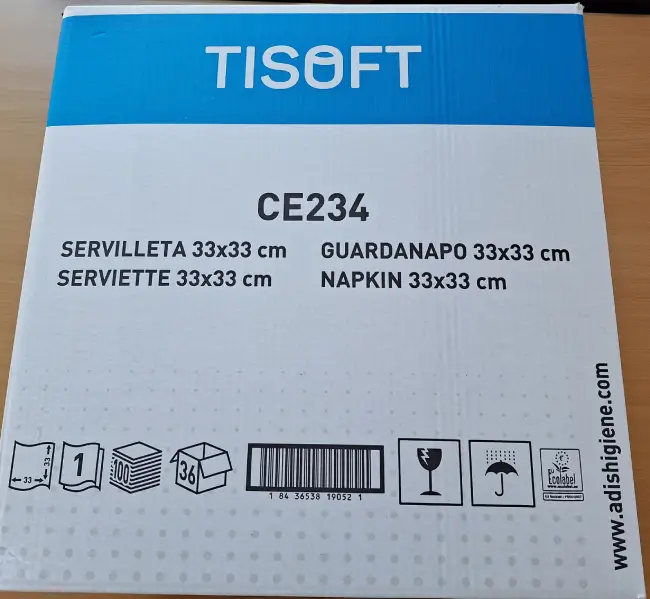 TISOFT
CE234
SERVILLETA 33x33 cm
GUARDANAPO 33x33 cm
SERVIETTE 33x33 cm
NAPKIN 33x33 cm
33
33
1
100
36
1 84 36538 19052 1
Ecolabel
www.adishigiene.com